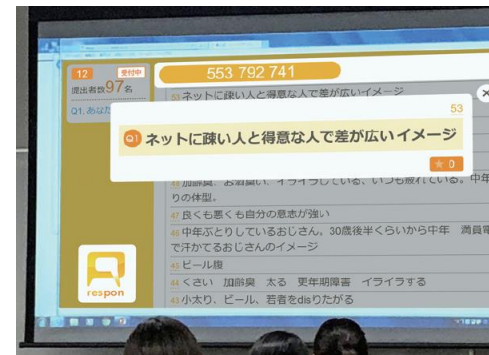 12 受付中
553 792 741
提出者数97名
53 ネットに疎い人と得意な人で差が広いイメージ
Q1. あなた
53
Q1 ネットに疎い人と得意な人で差が広いイメージ
★ 0
48 加齢臭、お酒臭い、イライラしている、いつも疲れている。中年
りの体型。
47 良くも悪くも自分の意志が強い
46 中年ぶとりしているおじさん。30歳後半くらいから中年 満員電
で汗かてるおじさんのイメージ
45 ビール腹
44 くさい 加齢臭 太る 更年期障害 イライラする
43 小太り、ビール、若者をdisりたがる
respon